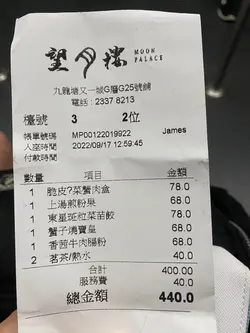 望月樓 MOON PALACE
九龍塘又一城G層G25號舖
電話 : 2337 8213
檯號 3 2位
帳單號碼 MP00122019922 James
入座時間 2022/09/17 12:59:45
付款時間
數量 項目 金額
1 脆皮?菜蟹肉盒 78.0
1 上湯煎粉果 68.0
1 東星斑粒菜苗餃 78.0
1 蟹子燒賣皇 68.0
1 香茜牛肉腸粉 68.0
2 茗茶/熱水 40.0
合計 400.00
服務費 40.0
總金額 440.0